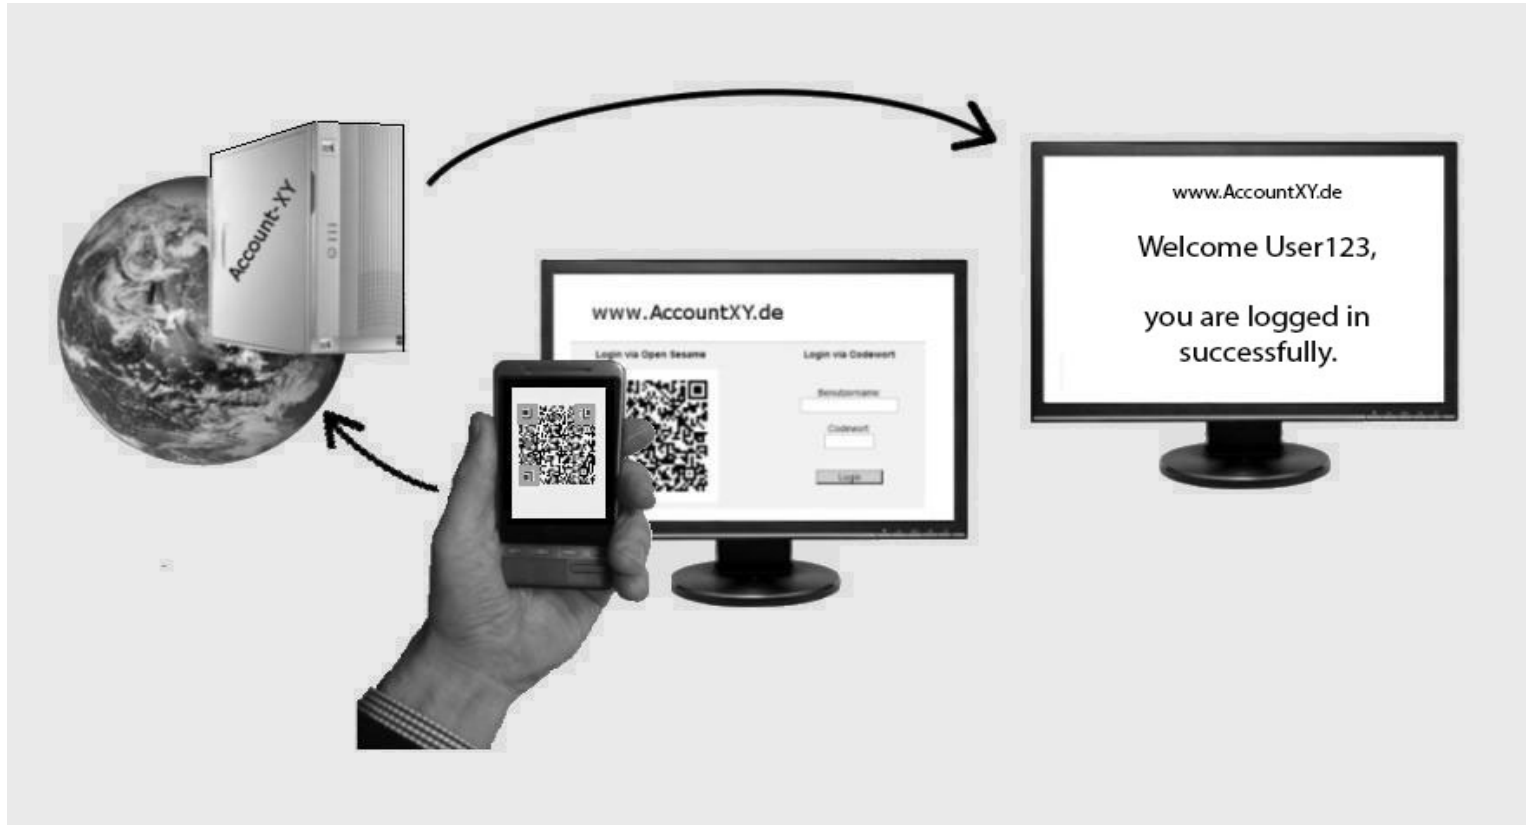 Account-XY
www.AccountXY.de
Login via Open Sesame
Login via Codewort
Benutzername
Codewort
Login
www.AccountXY.de
Welcome User123,
you are logged in
successfully.